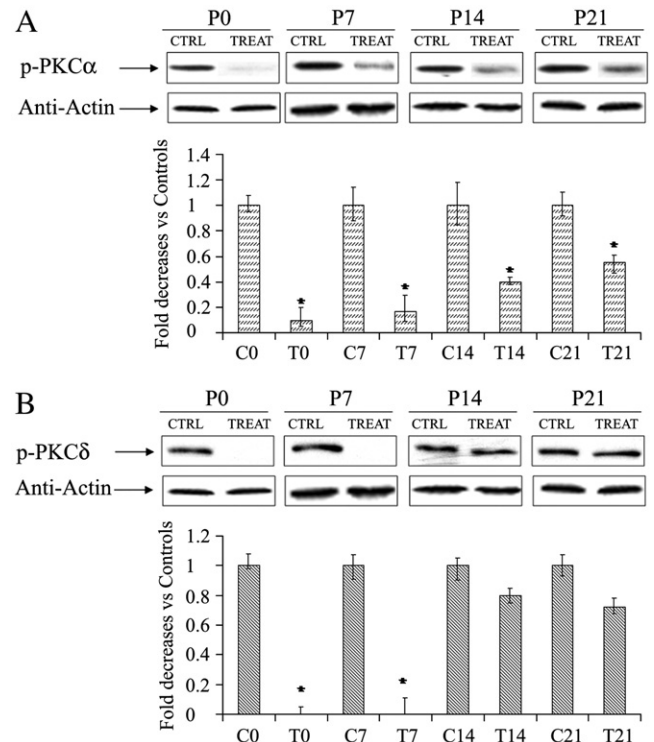 A
P0 P7 P14 P21
CTRL TREAT CTRL TREAT CTRL TREAT CTRL TREAT
p-PKCα
Anti-Actin
Fold decreases vs Controls
1.4
1.2
1
0.8
0.6
0.4
0.2
0
* * * *
C0 T0 C7 T7 C14 T14 C21 T21
B
P0 P7 P14 P21
CTRL TREAT CTRL TREAT CTRL TREAT CTRL TREAT
p-PKCδ
Anti-Actin
Fold decreases vs Controls
1.2
1
0.8
0.6
0.4
0.2
0
* *
C0 T0 C7 T7 C14 T14 C21 T21